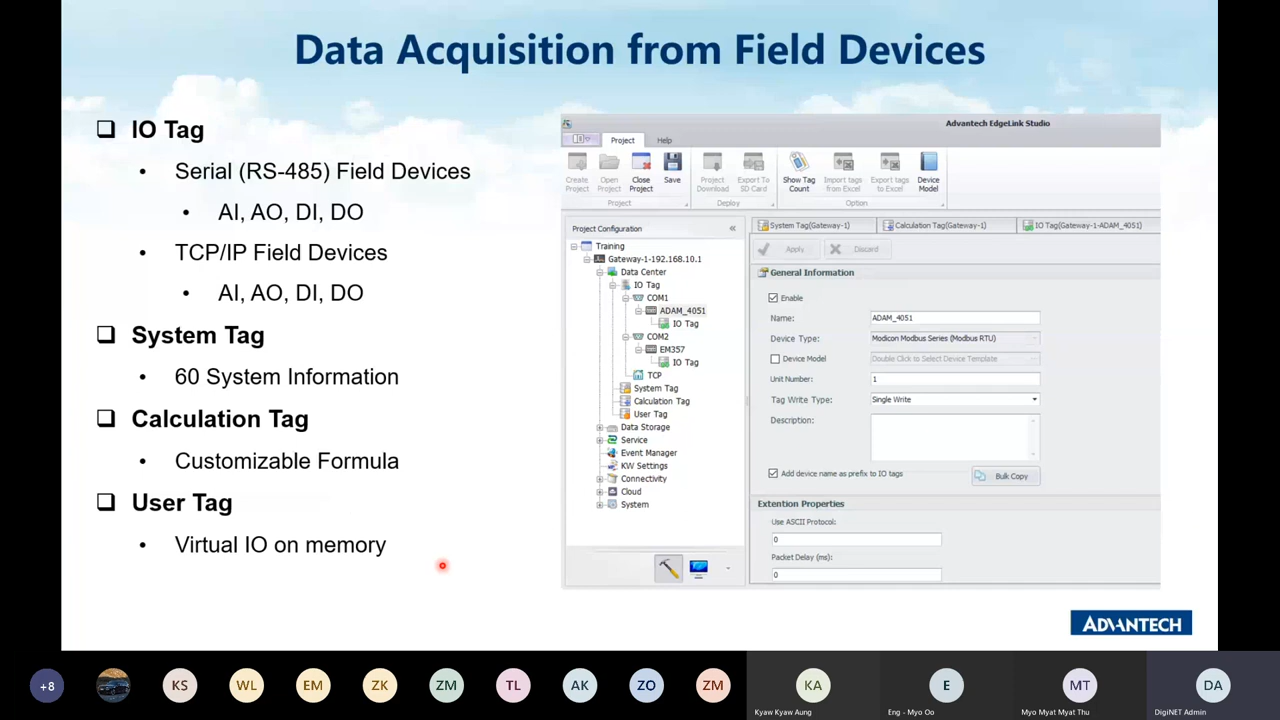 Data Acquisition from Field Devices
IO Tag
Serial (RS-485) Field Devices
AI, AO, DI, DO
TCP/IP Field Devices
AI, AO, DI, DO
System Tag
60 System Information
Calculation Tag
Customizable Formula
User Tag
Virtual IO on memory
Advantech EdgeLink Studio
Project
Help
Create Project
Open Project
Close Project
Save
Project Download
Export To SD Card
Show Tag Count
Import tags from Excel
Export tags to Excel
Device Model
Project
Deploy
Option
Project Configuration
Training
Gateway-1-192.168.10.1
Data Center
IO Tag
COM1
ADAM_4051
IO Tag
COM2
EM357
IO Tag
TCP
System Tag
Calculation Tag
User Tag
Data Storage
Service
Event Manager
KW Settings
Connectivity
Cloud
System
System Tag(Gateway-1)
Calculation Tag(Gateway-1)
IO Tag(Gateway-1-ADAM_4051)
Apply
Discard
General Information
Enable
Name: ADAM_4051
Device Type: Modicon Modbus Series (Modbus RTU)
Device Model Double Click to Select Device Template
Unit Number: 1
Tag Write Type: Single Write
Description:
Add device name as prefix to IO tags
Bulk Copy
Extention Properties
Use ASCII Protocol:
0
Packet Delay (ms):
0
ADVANTECH
+8
KS
WL
EM
ZK
ZM
TL
AK
ZO
ZM
KA
E
MT
DA
Kyaw Kyaw Aung
Eng - Myo Oo
Myo Myat Myat Thu
DigiNET Admin